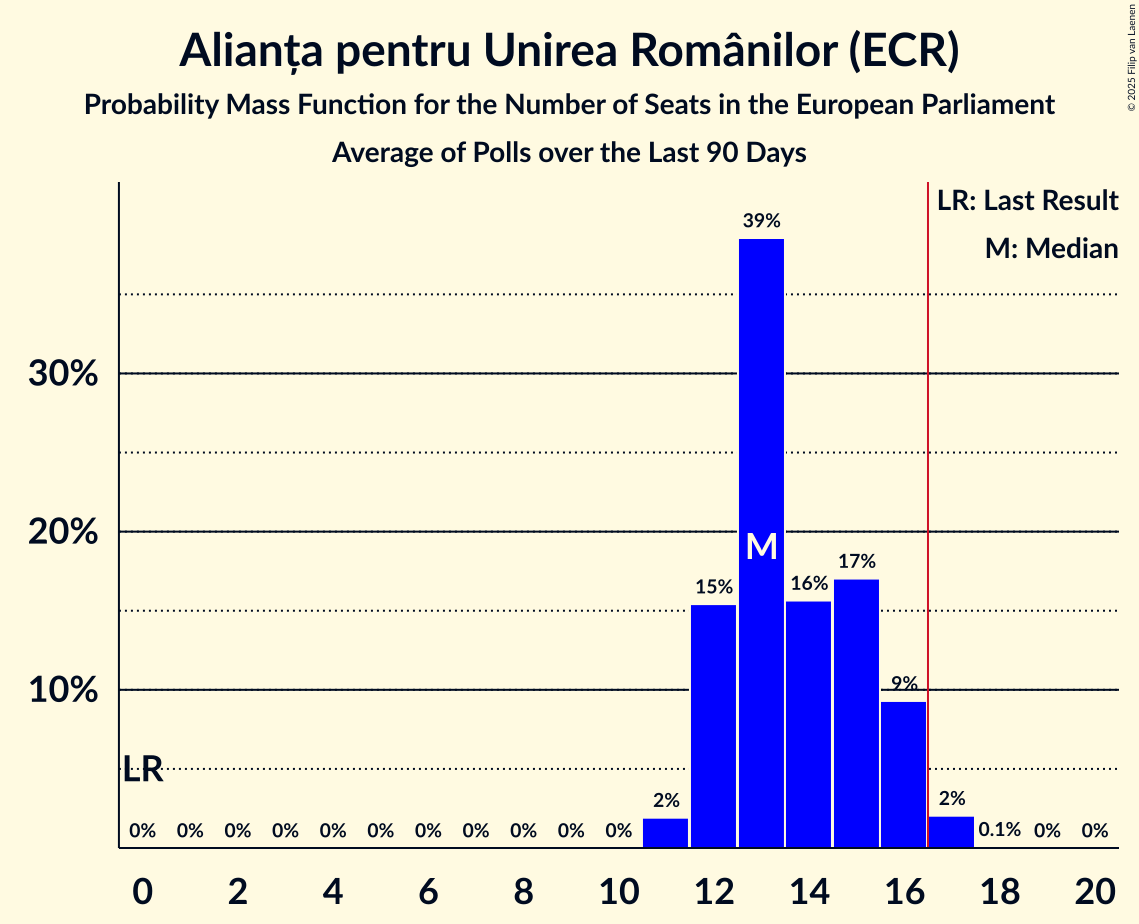 Alianța pentru Unirea Românilor (ECR)
Probability Mass Function for the Number of Seats in the European Parliament
Average of Polls over the Last 90 Days
© 2025 Filip van Laenen
LR: Last Result
M: Median
39%
30%
20%
M
17%
15%
16%
10%
9%
LR
2%
2%
0% 0% 0% 0% 0% 0% 0% 0% 0% 0% 0% 0.1% 0% 0%
0 2 4 6 8 10 12 14 16 18 20